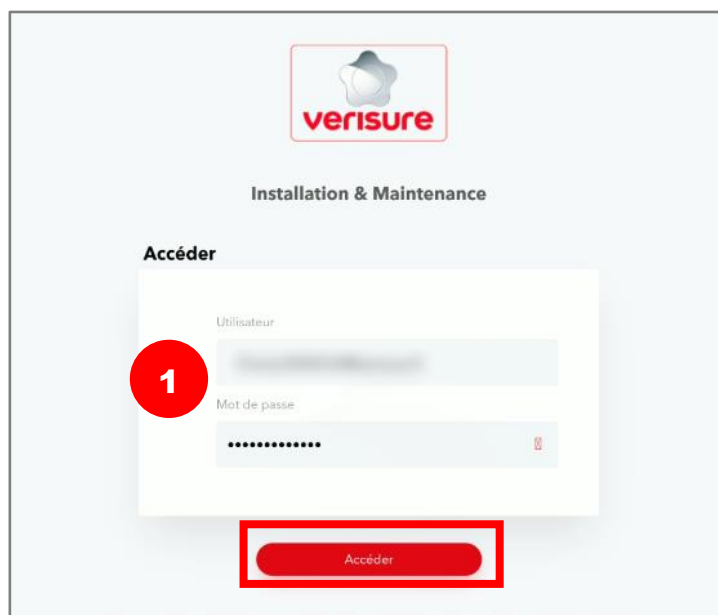 verisure
Installation & Maintenance
Accéder
Utilisateur
1
Mot de passe
•••••••••••••
Accéder